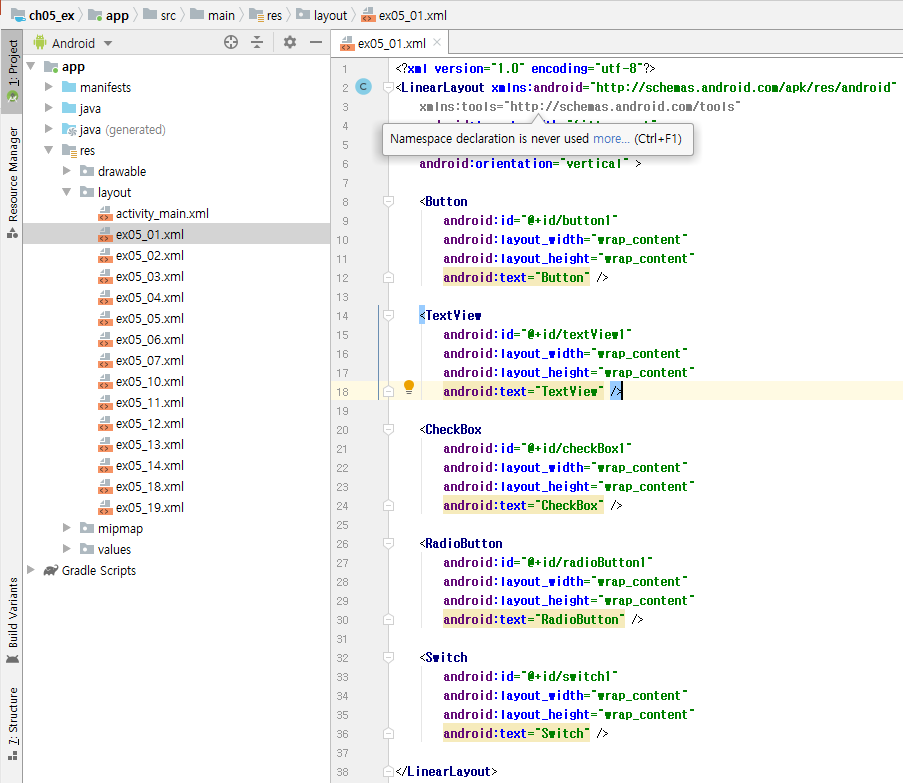 ch05_ex app src main res layout ex05_01.xml
1: Project
Resource Manager
Build Variants
7: Structure
Android
app
manifests
java
java (generated)
res
drawable
layout
activity_main.xml
ex05_01.xml
ex05_02.xml
ex05_03.xml
ex05_04.xml
ex05_05.xml
ex05_06.xml
ex05_07.xml
ex05_10.xml
ex05_11.xml
ex05_12.xml
ex05_13.xml
ex05_14.xml
ex05_18.xml
ex05_19.xml
mipmap
values
Gradle Scripts
ex05_01.xml
1 <?xml version="1.0" encoding="utf-8"?>
2 C <LinearLayout xmlns:android="http://schemas.android.com/apk/res/android"
3 xmlns:tools="http://schemas.android.com/tools"
4
Namespace declaration is never used more... (Ctrl+F1)
5
6 android:orientation="vertical" >
7
8 <Button
9 android:id="@+id/button1"
10 android:layout_width="wrap_content"
11 android:layout_height="wrap_content"
12 android:text="Button" />
13
14 <TextView
15 android:id="@+id/textView1"
16 android:layout_width="wrap_content"
17 android:layout_height="wrap_content"
18 android:text="TextView" />
19
20 <CheckBox
21 android:id="@+id/checkBox1"
22 android:layout_width="wrap_content"
23 android:layout_height="wrap_content"
24 android:text="CheckBox" />
25
26 <RadioButton
27 android:id="@+id/radioButton1"
28 android:layout_width="wrap_content"
29 android:layout_height="wrap_content"
30 android:text="RadioButton" />
31
32 <Switch
33 android:id="@+id/switch1"
34 android:layout_width="wrap_content"
35 android:layout_height="wrap_content"
36 android:text="Switch" />
37
38 </LinearLayout>